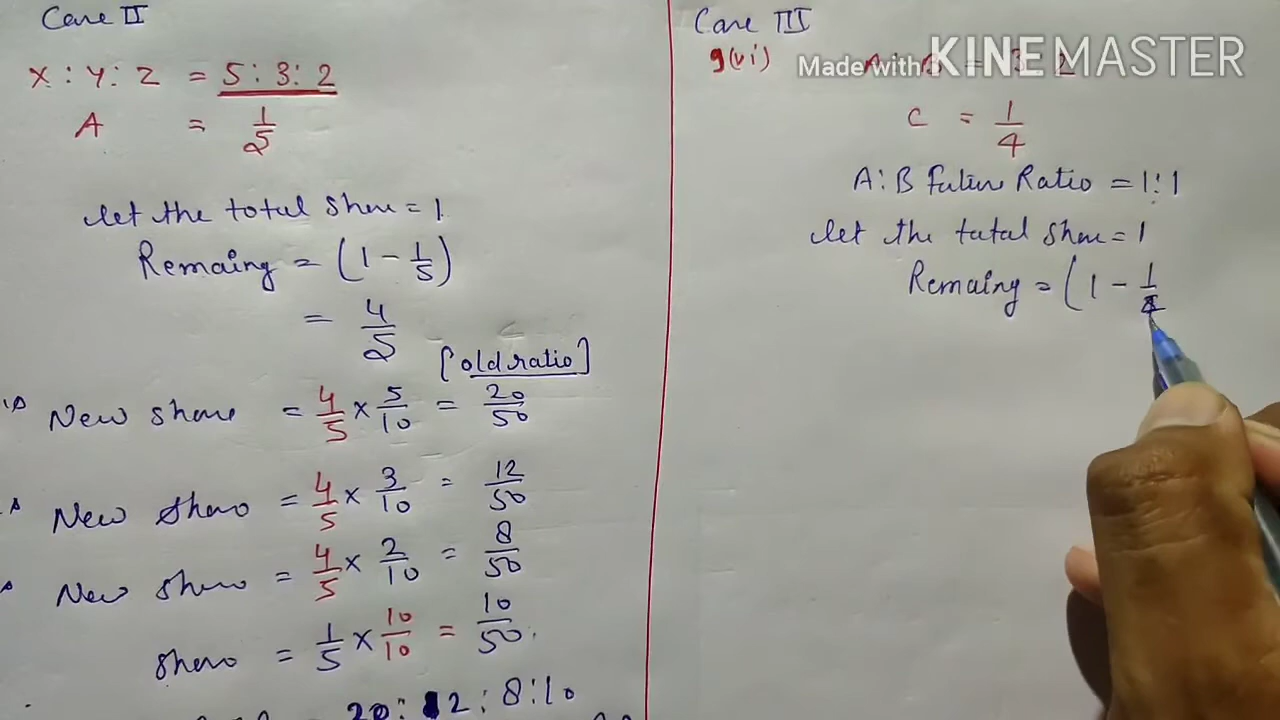 Case II
X : Y : Z = 5 : 3 : 2
A = 1/5
let the total share = 1
Remaing = (1 - 1/5)
= 4/5
[old ratio]
New share = 4/5 × 5/10 = 20/50
New share = 4/5 × 3/10 = 12/50
New share = 4/5 × 2/10 = 8/50
share = 1/5 × 10/10 = 10/50.
20 : 12 : 8 : 10
Case III
9(vi) 3 2
Made with KINEMASTER
C = 1/4
A : B Future Ratio = 1 : 1
let the total share = 1
Remaing = (1 - 1/4